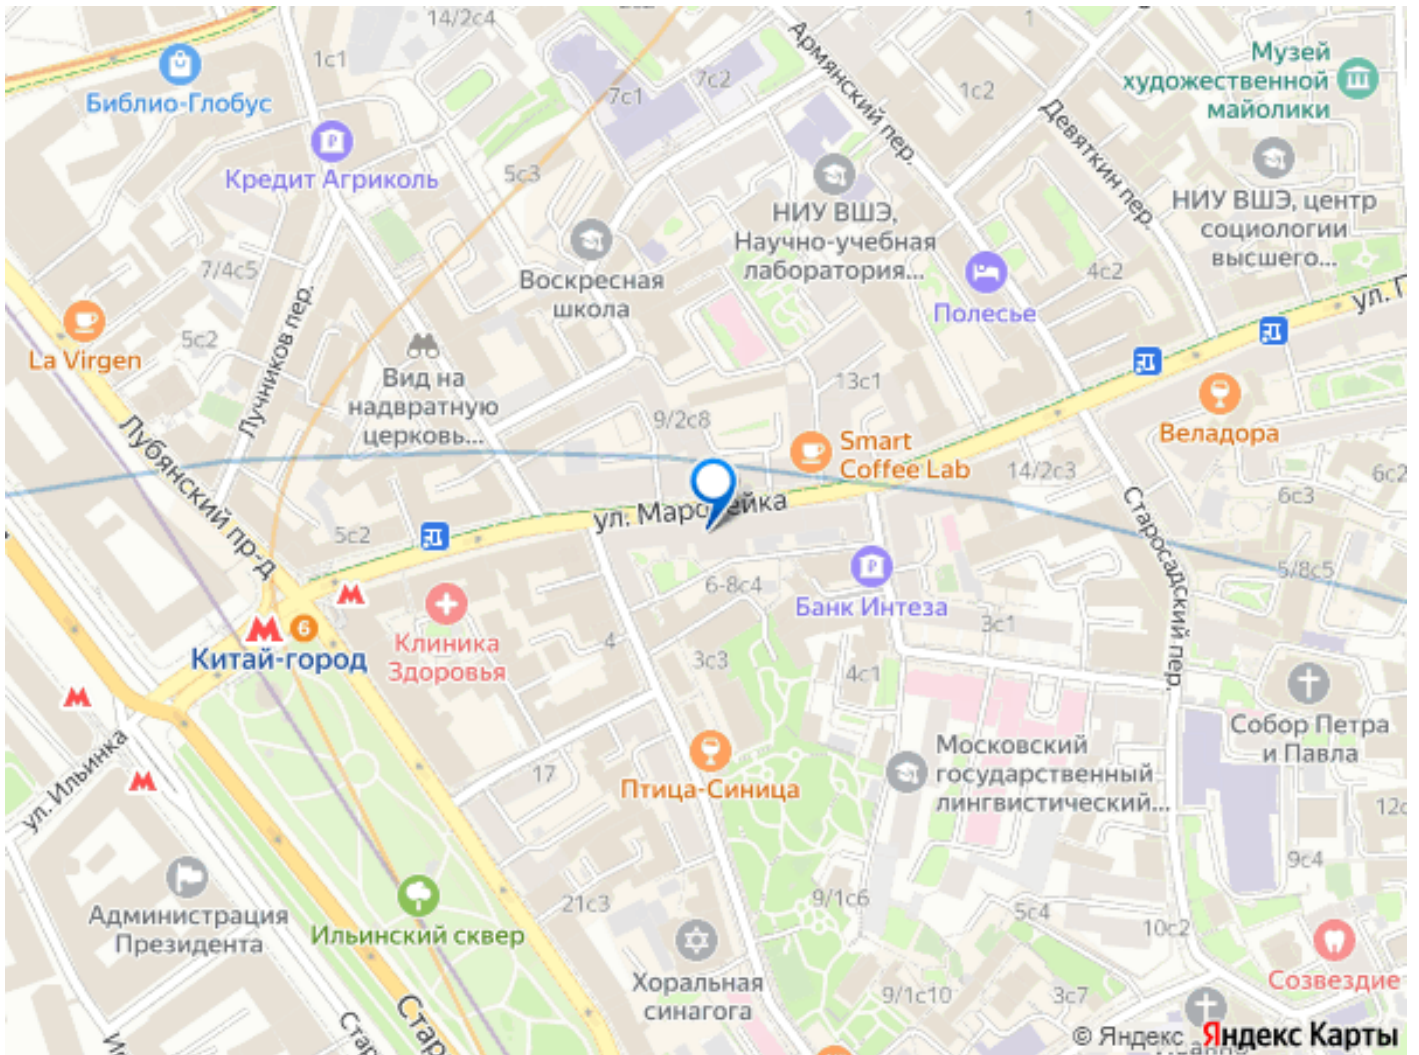 14/2с4
1с1
Библио-Глобус
Кредит Агриколь
5с3
7с1
7с2
Армянский пер.
1с2
1
Музей
художественной
майолики
Девяткин пер.
НИУ ВШЭ,
Научно-учебная
лаборатория...
НИУ ВШЭ, центр
социологии
высшего...
Воскресная
школа
7/4с5
Полесье
4с2
ул. П
La Virgen
5с2
Лучников пер.
Вид на
надвратную
церковь...
13с1
9/2с8
Smart
Coffee Lab
Веладора
14/2с3
6с2
6с3
Лубянский пр-д
5с2
ул. Маросейка
Старосадский пер.
5/8с5
6-8с4
Банк Интеза
Клиника
Здоровья
6
Китай-город
4
3с3
3с1
4с1
Собор Петра
и Павла
ул. Ильинка
17
Птица-Синица
Московский
государственный
лингвистический...
12с
9с4
Администрация
Президента
Ильинский сквер
21с3
9/1с6
5с4
10с2
Хоральная
синагога
9/1с10
3с7
Созвездие
Стар
Стар
© Яндекс Яндекс Карты